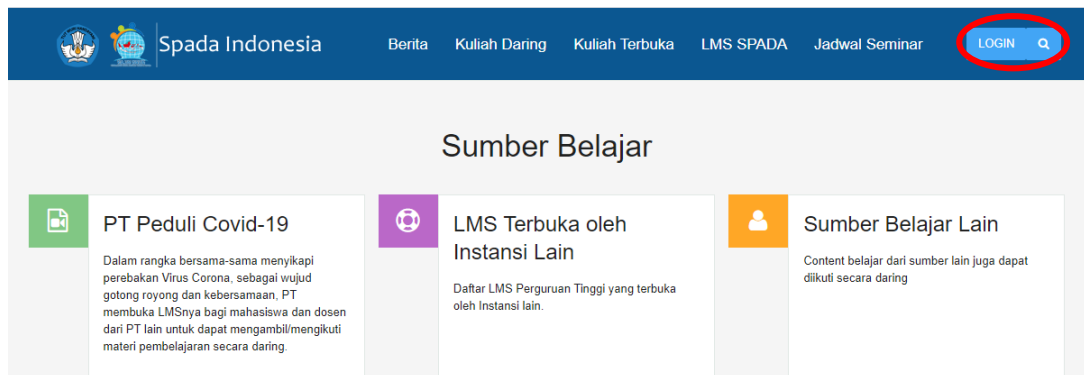 Spada Indonesia
Berita Kuliah Daring Kuliah Terbuka LMS SPADA Jadwal Seminar LOGIN
Sumber Belajar
PT Peduli Covid-19
Dalam rangka bersama-sama menyikapi
perebakan Virus Corona, sebagai wujud
gotong royong dan kebersamaan, PT
membuka LMSnya bagi mahasiswa dan dosen
dari PT lain untuk dapat mengambil/mengikuti
materi pembelajaran secara daring.
LMS Terbuka oleh
Instansi Lain
Daftar LMS Perguruan Tinggi yang terbuka
oleh Instansi lain.
Sumber Belajar Lain
Content belajar dari sumber lain juga dapat
diikuti secara daring